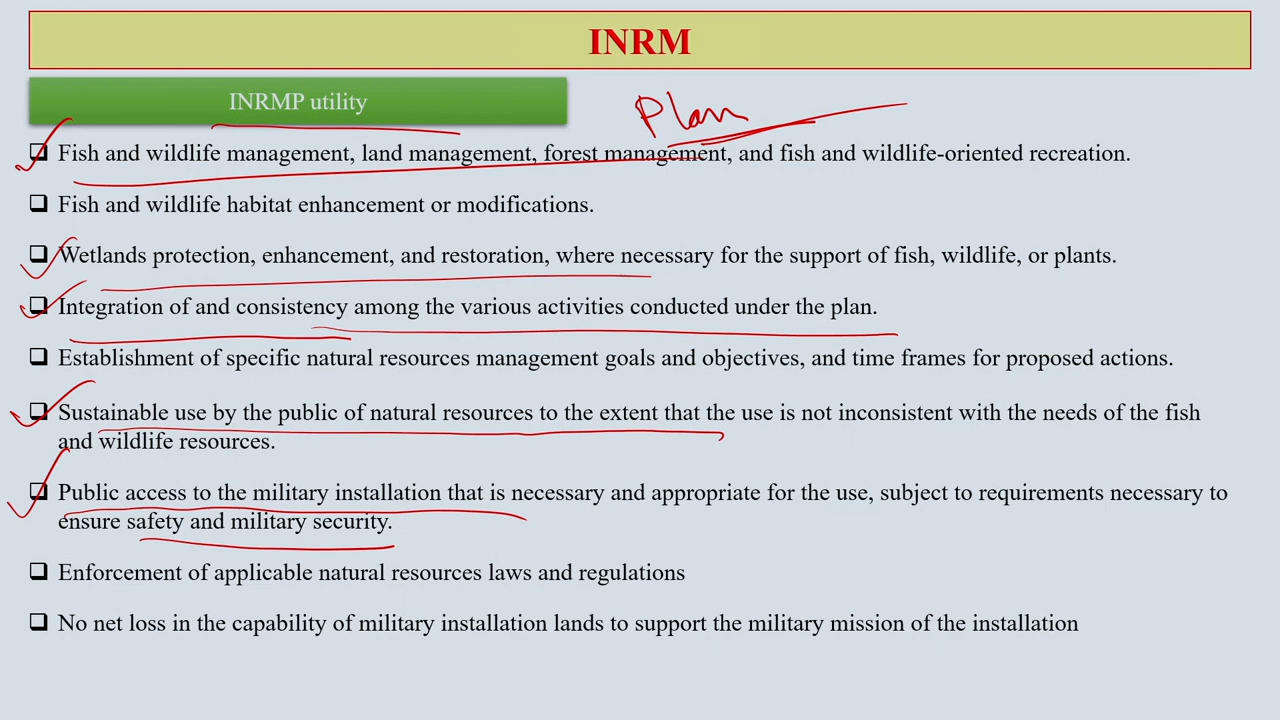 INRM
INRMP utility
Plan
❑ Fish and wildlife management, land management, forest management, and fish and wildlife-oriented recreation.
❑ Fish and wildlife habitat enhancement or modifications.
❑ Wetlands protection, enhancement, and restoration, where necessary for the support of fish, wildlife, or plants.
❑ Integration of and consistency among the various activities conducted under the plan.
❑ Establishment of specific natural resources management goals and objectives, and time frames for proposed actions.
❑ Sustainable use by the public of natural resources to the extent that the use is not inconsistent with the needs of the fish
and wildlife resources.
❑ Public access to the military installation that is necessary and appropriate for the use, subject to requirements necessary to
ensure safety and military security.
❑ Enforcement of applicable natural resources laws and regulations
❑ No net loss in the capability of military installation lands to support the military mission of the installation